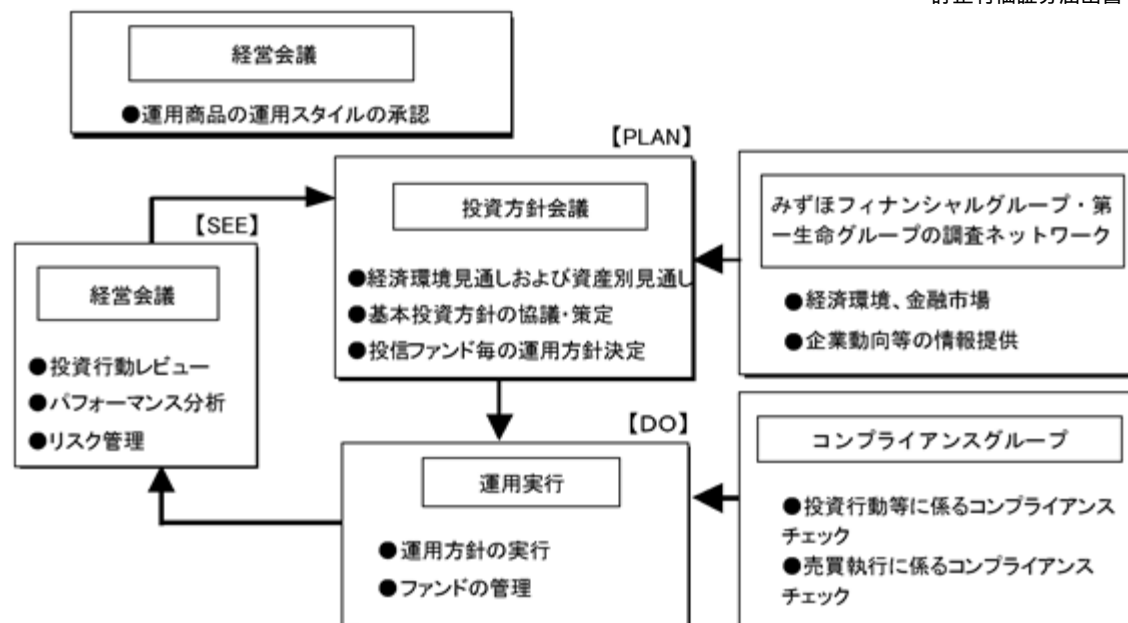 訂正有価証券届出書
経営会議
●運用商品の運用スタイルの承認
【PLAN】
投資方針会議
●経済環境見通しおよび資産別見通し
●基本投資方針の協議・策定
●投信ファンド毎の運用方針決定
みずほフィナンシャルグループ・第
一生命グループの調査ネットワーク
●経済環境、金融市場
●企業動向等の情報提供
【SEE】
経営会議
●投資行動レビュー
●パフォーマンス分析
●リスク管理
【DO】
運用実行
●運用方針の実行
●ファンドの管理
コンプライアンスグループ
●投資行動等に係るコンプライアンス
チェック
●売買執行に係るコンプライアンス
チェック